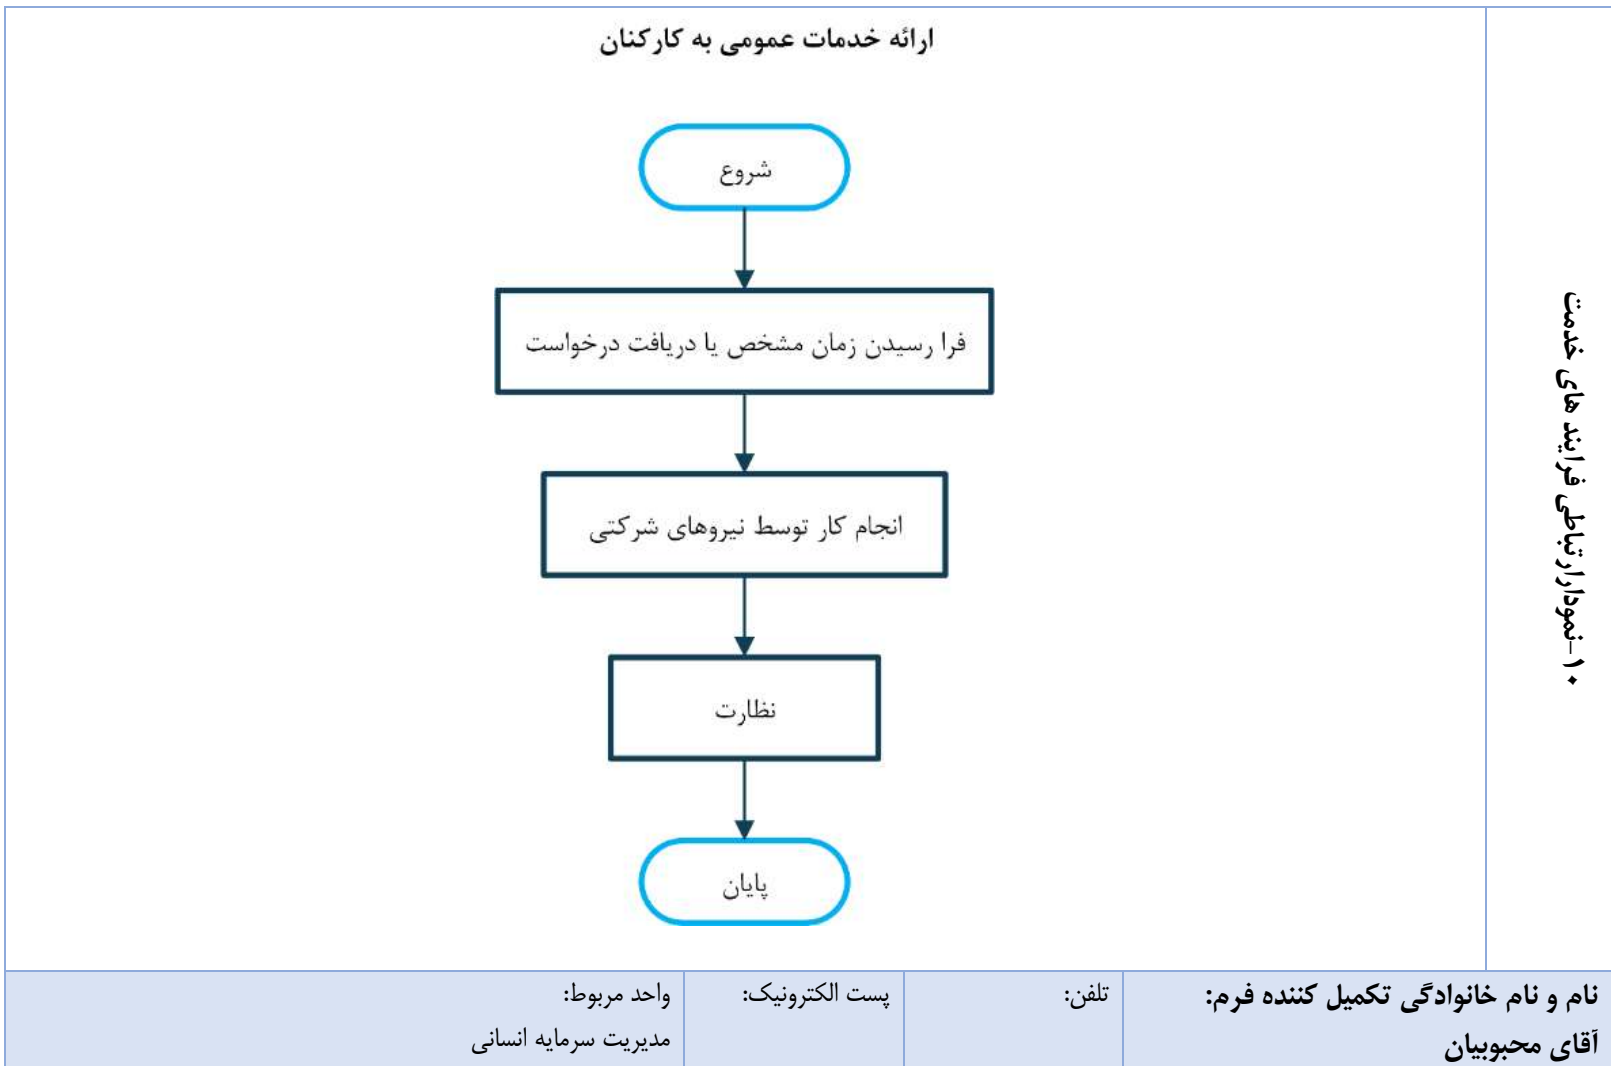 ارائه خدمات عمومی به کارکنان
شروع
فرا رسیدن زمان مشخص یا دریافت درخواست
انجام کار توسط نیروهای شرکتی
نظارت
پایان
۱۰-نمودارارتباطی فرایند های خدمت
نام و نام خانوادگی تکمیل کننده فرم:
آقای محبوبیان
تلفن:
پست الکترونیک:
واحد مربوط:
مدیریت سرمایه انسانی